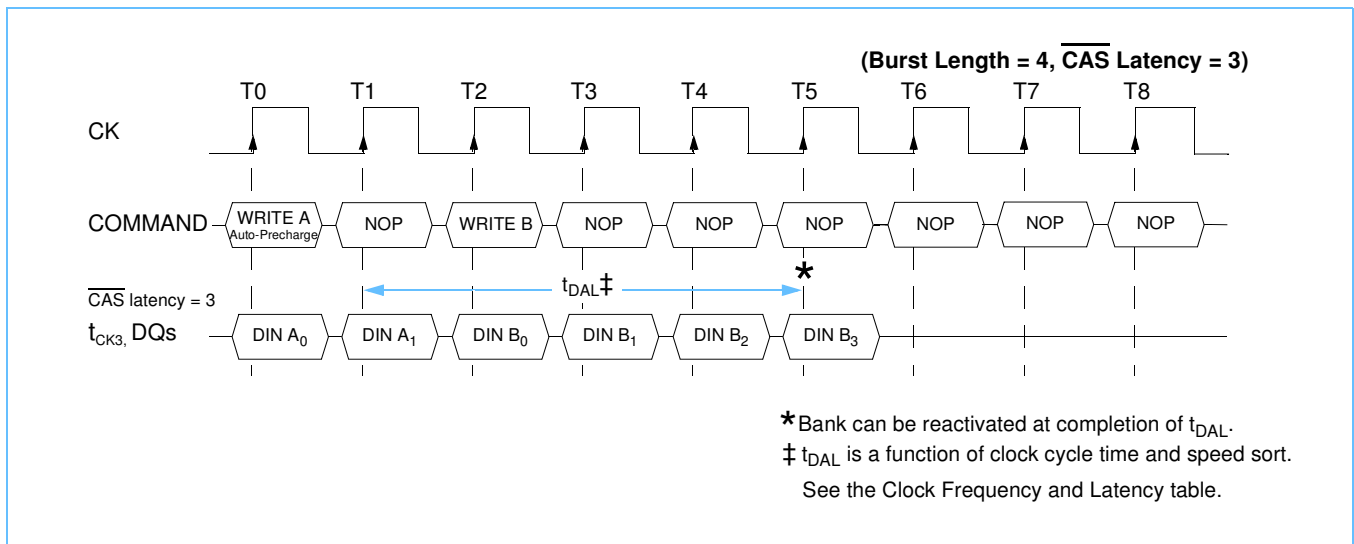 (Burst Length = 4, CAS Latency = 3)
T0 T1 T2 T3 T4 T5 T6 T7 T8
CK
COMMAND WRITE A Auto-Precharge NOP WRITE B NOP NOP NOP NOP NOP NOP
*
tDAL‡
CAS latency = 3
tCK3, DQs DIN A0 DIN A1 DIN B0 DIN B1 DIN B2 DIN B3
* Bank can be reactivated at completion of tDAL.
‡ tDAL is a function of clock cycle time and speed sort.
See the Clock Frequency and Latency table.